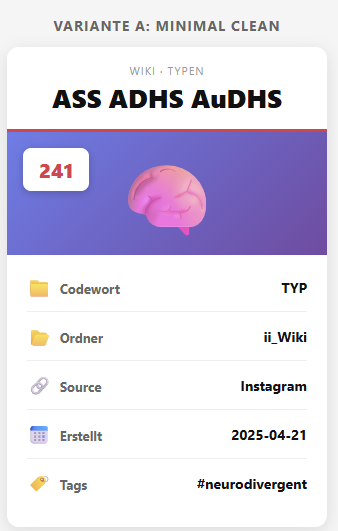 VARIANTE A: MINIMAL CLEAN
WIKI · TYPEN
ASS ADHS AuDHS
241
Codewort TYP
Ordner ii_Wiki
Source Instagram
Erstellt 2025-04-21
Tags #neurodivergent